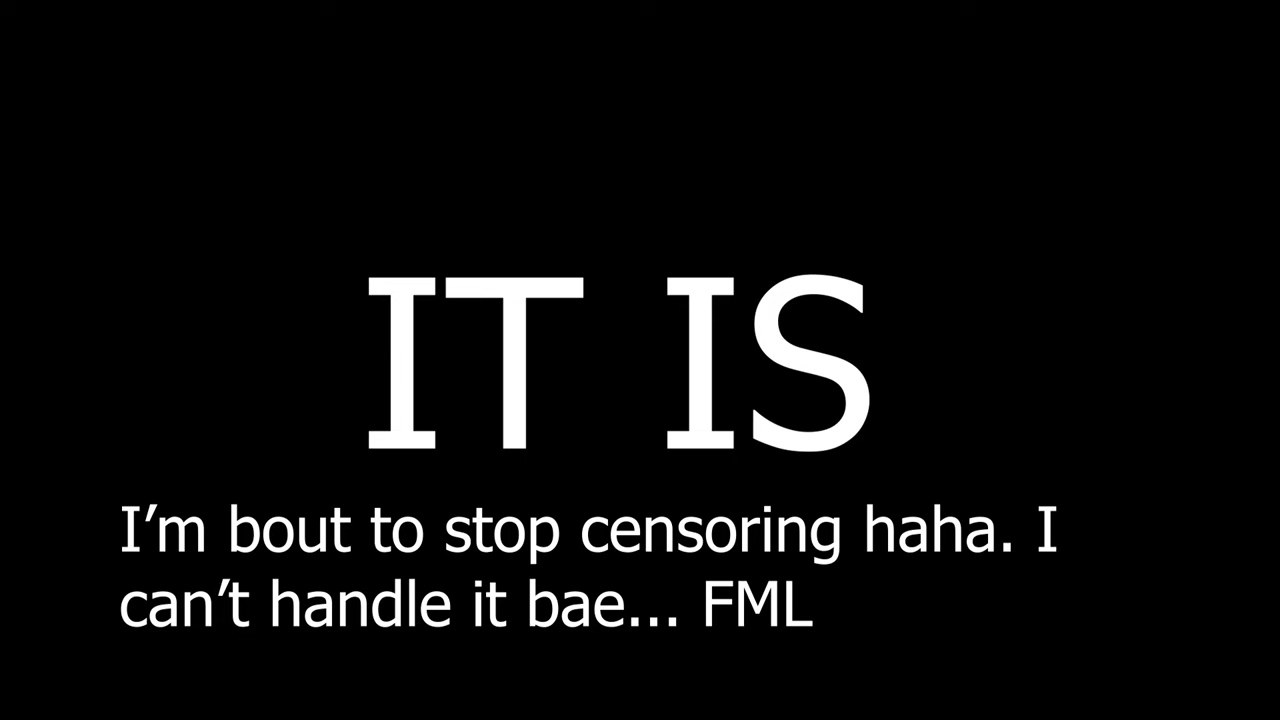 IT IS
I’m bout to stop censoring haha. I
can’t handle it bae... FML